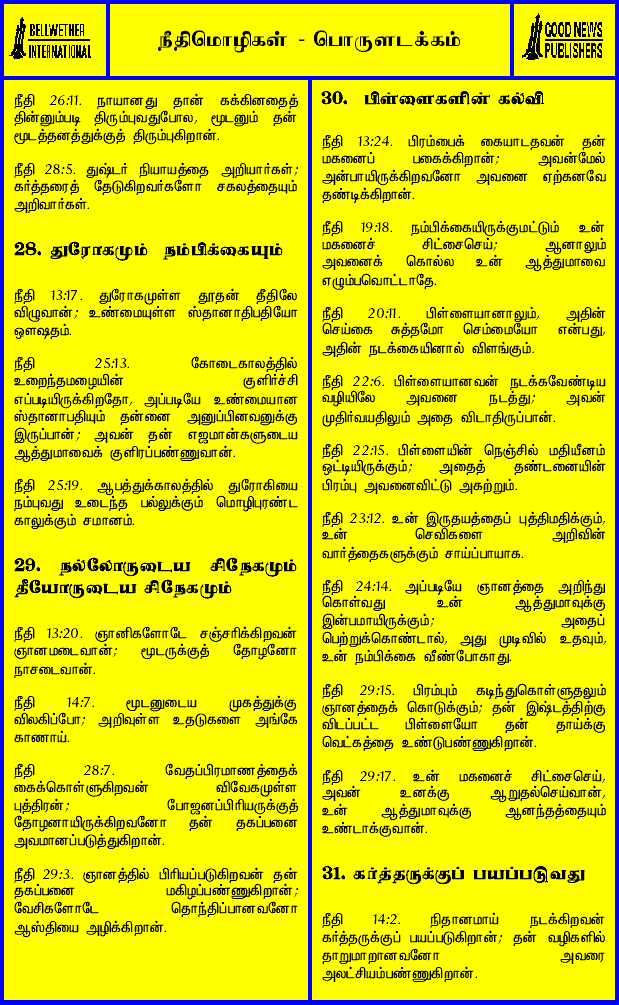 BELLWETHER
INTERNATIONAL
நீதிமொழிகள் - பொருளடக்கம்
GOOD NEWS
PUBLISHERS
நீதி 26:11. நாயானது தான் கக்கினதைத்
தின்னும்படி திரும்புவதுபோல, மூடனும் தன்
மூடத்தனத்துக்குத் திரும்புகிறான்.
நீதி 28:5. துஷ்டர் நியாயத்தை அறியார்கள்;
கர்த்தரைத் தேடுகிறவர்களோ சகலத்தையும்
அறிவார்கள்.
28. துரோகமும் நம்பிக்கையும்
நீதி 13:17. துரோகமுள்ள தூதன் தீதிலே
விழுவான்; உண்மையுள்ள ஸ்தானாதிபதியோ
ஔஷதம்.
நீதி 25:13. கோடைகாலத்தில்
உறைந்தமழையின் குளிர்ச்சி
எப்படியிருக்கிறதோ, அப்படியே உண்மையான
ஸ்தானாபதியும் தன்னை அனுப்பினவனுக்கு
இருப்பான்; அவன் தன் எஜமான்களுடைய
ஆத்துமாவைக் குளிரப்பண்ணுவான்.
நீதி 25:19. ஆபத்துக்காலத்தில் துரோகியை
நம்புவது உடைந்த பல்லுக்கும் மொழிபுரண்ட
காலுக்கும் சமானம்.
29. நல்லோருடைய சிநேகமும்
தீயோருடைய சிநேகமும்
நீதி 13:20. ஞானிகளோடே சஞ்சரிக்கிறவன்
ஞானமடைவான்; மூடருக்குத் தோழனோ
நாசடைவான்.
நீதி 14:7. மூடனுடைய முகத்துக்கு
விலகிப்போ; அறிவுள்ள உதடுகளை அங்கே
காணாய்.
நீதி 28:7. வேதப்பிரமாணத்தைக்
கைக்கொள்ளுகிறவன் விவேகமுள்ள
புத்திரன்; போஜனப்பிரியருக்குத்
தோழனாயிருக்கிறவனோ தன் தகப்பனை
அவமானப்படுத்துகிறான்.
நீதி 29:3. ஞானத்தில் பிரியப்படுகிறவன் தன்
தகப்பனை மகிழப்பண்ணுகிறான்;
வேசிகளோடே தொந்திப்பானவனோ
ஆஸ்தியை அழிக்கிறான்.
30. பிள்ளைகளின் கல்வி
நீதி 13:24. பிரம்பைக் கையாடாதவன் தன்
மகனைப் பகைக்கிறான்; அவன்மேல்
அன்பாயிருக்கிறவனோ அவனை ஏற்கனவே
தண்டிக்கிறான்.
நீதி 19:18. நம்பிக்கையிருக்குமட்டும் உன்
மகனைச் சிட்சைசெய்; ஆனாலும்
அவனைக் கொல்ல உன் ஆத்துமாவை
எழும்பவொட்டாதே.
நீதி 20:11. பிள்ளையானாலும், அதின்
செய்கை சுத்தமோ செம்மையோ என்பது,
அதின் நடக்கையினால் விளங்கும்.
நீதி 22:6. பிள்ளையானவன் நடக்கவேண்டிய
வழியிலே அவனை நடத்து; அவன்
முதிர்வயதிலும் அதை விடாதிருப்பான்.
நீதி 22:15. பிள்ளையின் நெஞ்சில் மதியீனம்
ஒட்டியிருக்கும்; அதைத் தண்டனையின்
பிரம்பு அவனைவிட்டு அகற்றும்.
நீதி 23:12. உன் இருதயத்தைப் புத்திமதிக்கும்,
உன் செவிகளை அறிவின்
வார்த்தைகளுக்கும் சாய்ப்பாயாக.
நீதி 24:14. அப்படியே ஞானத்தை அறிந்து
கொள்வது உன் ஆத்துமாவுக்கு
இன்பமாயிருக்கும்; அதைப்
பெற்றுக்கொண்டால், அது முடிவில் உதவும்,
உன் நம்பிக்கை வீண்போகாது.
நீதி 29:15. பிரம்பும் கடிந்துகொள்ளுதலும்
ஞானத்தைக் கொடுக்கும்; தன் இஷ்டத்திற்கு
விடப்பட்ட பிள்ளையோ தன் தாய்க்கு
வெட்கத்தை உண்டுபண்ணுகிறான்.
நீதி 29:17. உன் மகனைச் சிட்சைசெய்,
அவன் உனக்கு ஆறுதல்செய்வான்,
உன் ஆத்துமாவுக்கு ஆனந்தத்தையும்
உண்டாக்குவான்.
31. கர்த்தருக்குப் பயப்படுவது
நீதி 14:2. நிதானமாய் நடக்கிறவன்
கர்த்தருக்குப் பயப்படுகிறான்; தன் வழிகளில்
தாறுமாறானவனோ அவரை
அலட்சியம்பண்ணுகிறான்.